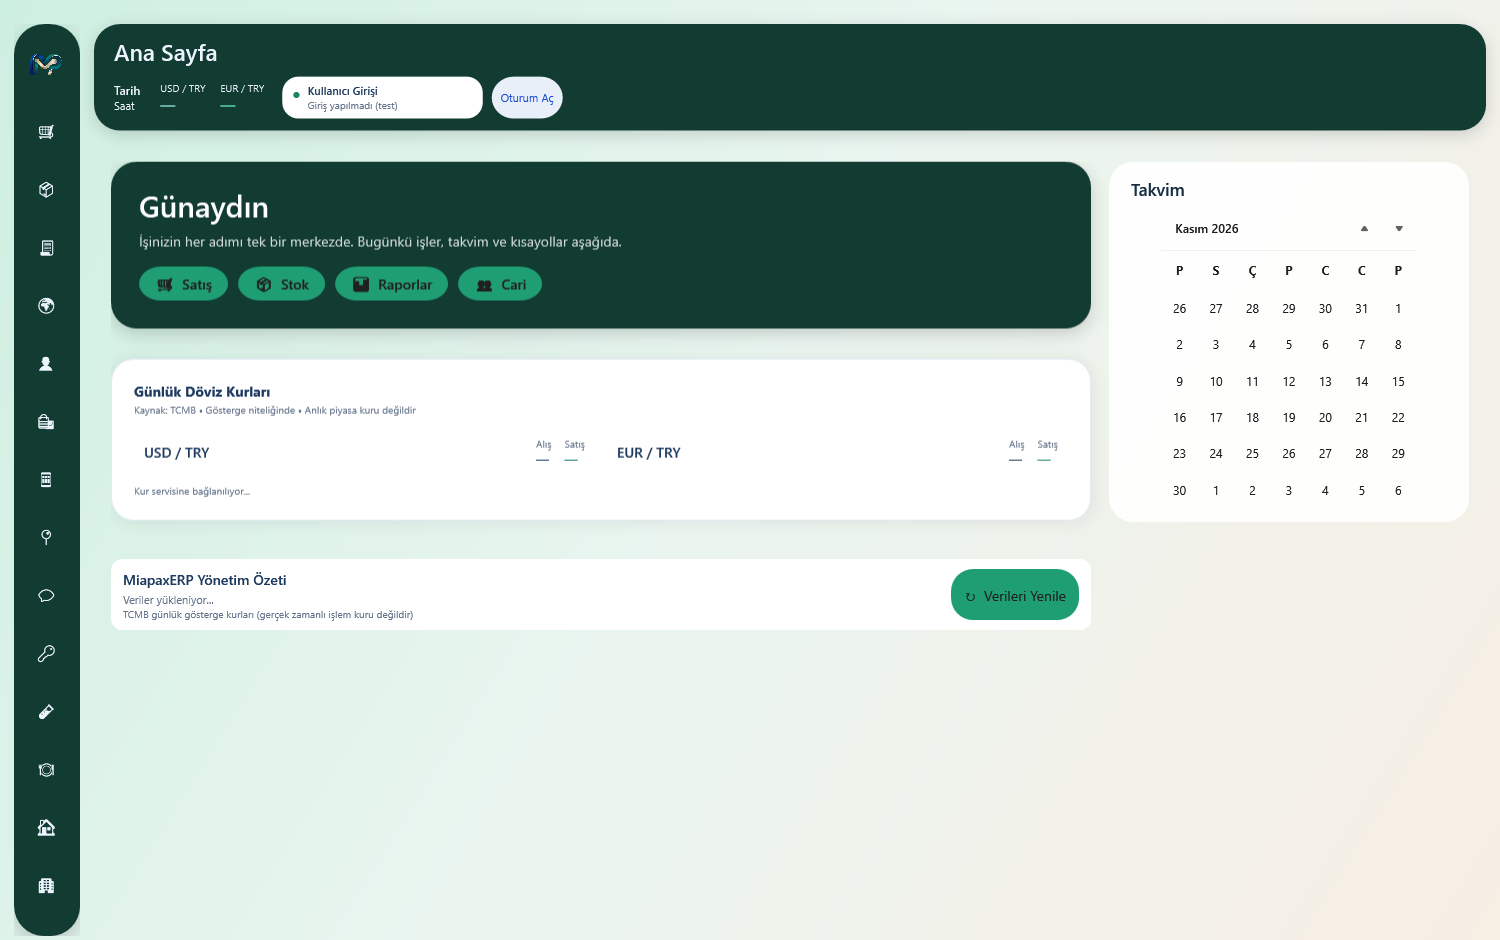 Ana Sayfa
Tarih
Saat
USD / TRY
—
EUR / TRY
—
Kullanıcı Girişi
Giriş yapılmadı (test)
Oturum Aç
Günaydın
İşinizin her adımı tek bir merkezde. Bugünkü işler, takvim ve kısayollar aşağıda.
Satış Stok Raporlar Cari
Günlük Döviz Kurları
Kaynak: TCMB • Gösterge niteliğinde • Anlık piyasa kuru değildir
USD / TRY
Alış Satış
— —
EUR / TRY
Alış Satış
— —
Kur servisine bağlanılıyor...
MiapaxERP Yönetim Özeti
Veriler yükleniyor...
TCMB günlük gösterge kurları (gerçek zamanlı işlem kuru değildir)
Verileri Yenile
Takvim
Kasım 2026
P S Ç P C C P
26 27 28 29 30 31 1
2 3 4 5 6 7 8
9 10 11 12 13 14 15
16 17 18 19 20 21 22
23 24 25 26 27 28 29
30 1 2 3 4 5 6